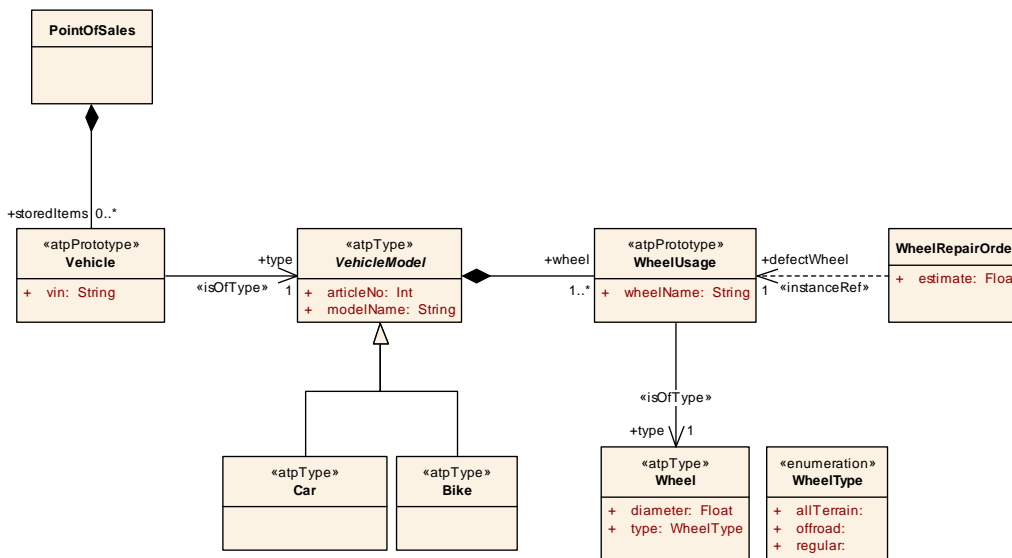 PointOfSales
+storedItems 0..*
«atpPrototype»
Vehicle
+ vin: String
+type
«isOfType»
1
«atpType»
VehicleModel
+ articleNo: Int
+ modelName: String
+wheel
1..*
«atpPrototype»
WheelUsage
+ wheelName: String
+defectWheel
1
«instanceRef»
WheelRepairOrde
+ estimate: Floa
«isOfType»
+type 1
«atpType»
Car
«atpType»
Bike
«atpType»
Wheel
+ diameter: Float
+ type: WheelType
«enumeration»
WheelType
+ allTerrain:
+ offroad:
+ regular: